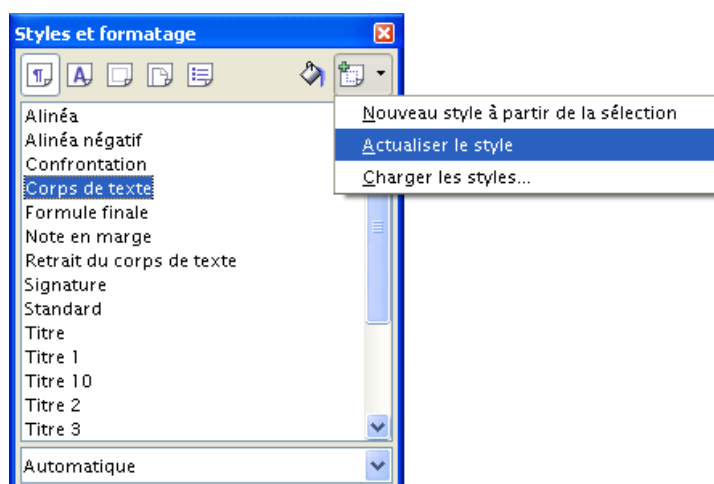 Styles et formatage
Nouveau style à partir de la sélection
Actualiser le style
Charger les styles...
Alinéa
Alinéa négatif
Confrontation
Corps de texte
Formule finale
Note en marge
Retrait du corps de texte
Signature
Standard
Titre
Titre 1
Titre 10
Titre 2
Titre 3
Automatique